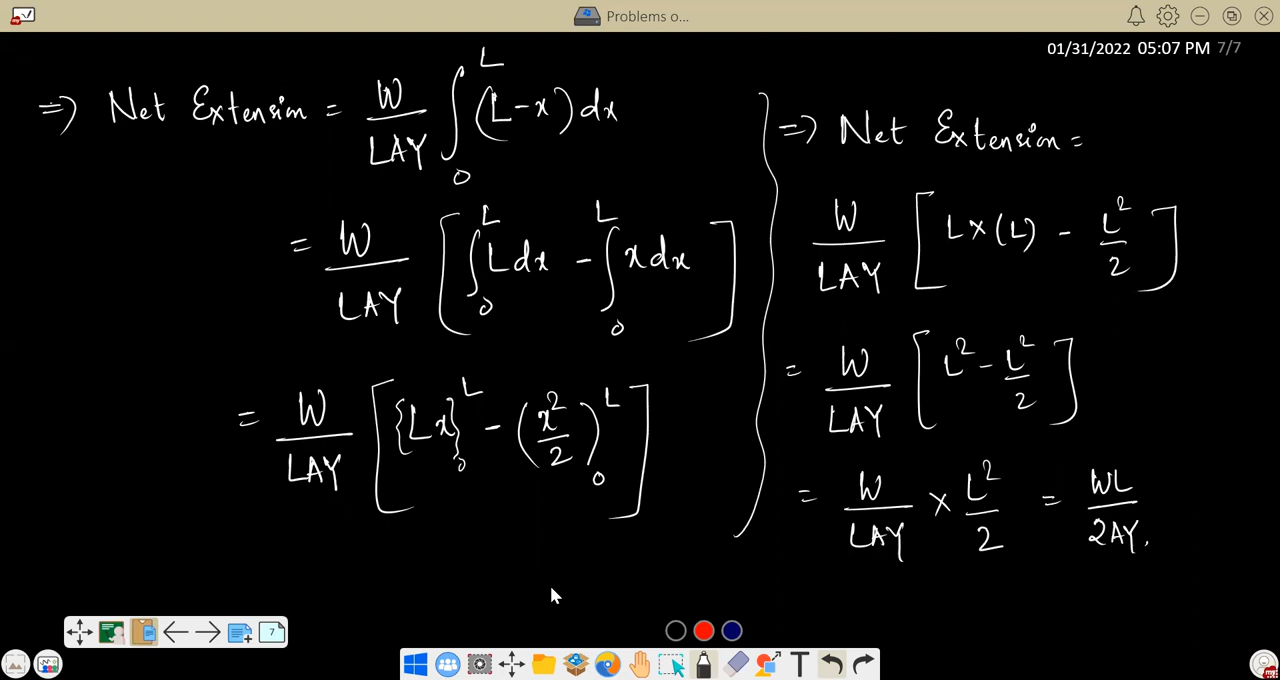 Problems o...
01/31/2022 05:07 PM 7/7
=> Net Extension = W/LAY ∫₀ᴸ (L-x) dx
= W/LAY [∫₀ᴸ L dx - ∫₀ᴸ x dx]
= W/LAY [{Lx}₀ᴸ - (x²/2)₀ᴸ]
=> Net Extension =
W/LAY [L×(L) - L²/2]
= W/LAY [L² - L²/2]
= W/LAY × L²/2 = WL/2AY.
7
T